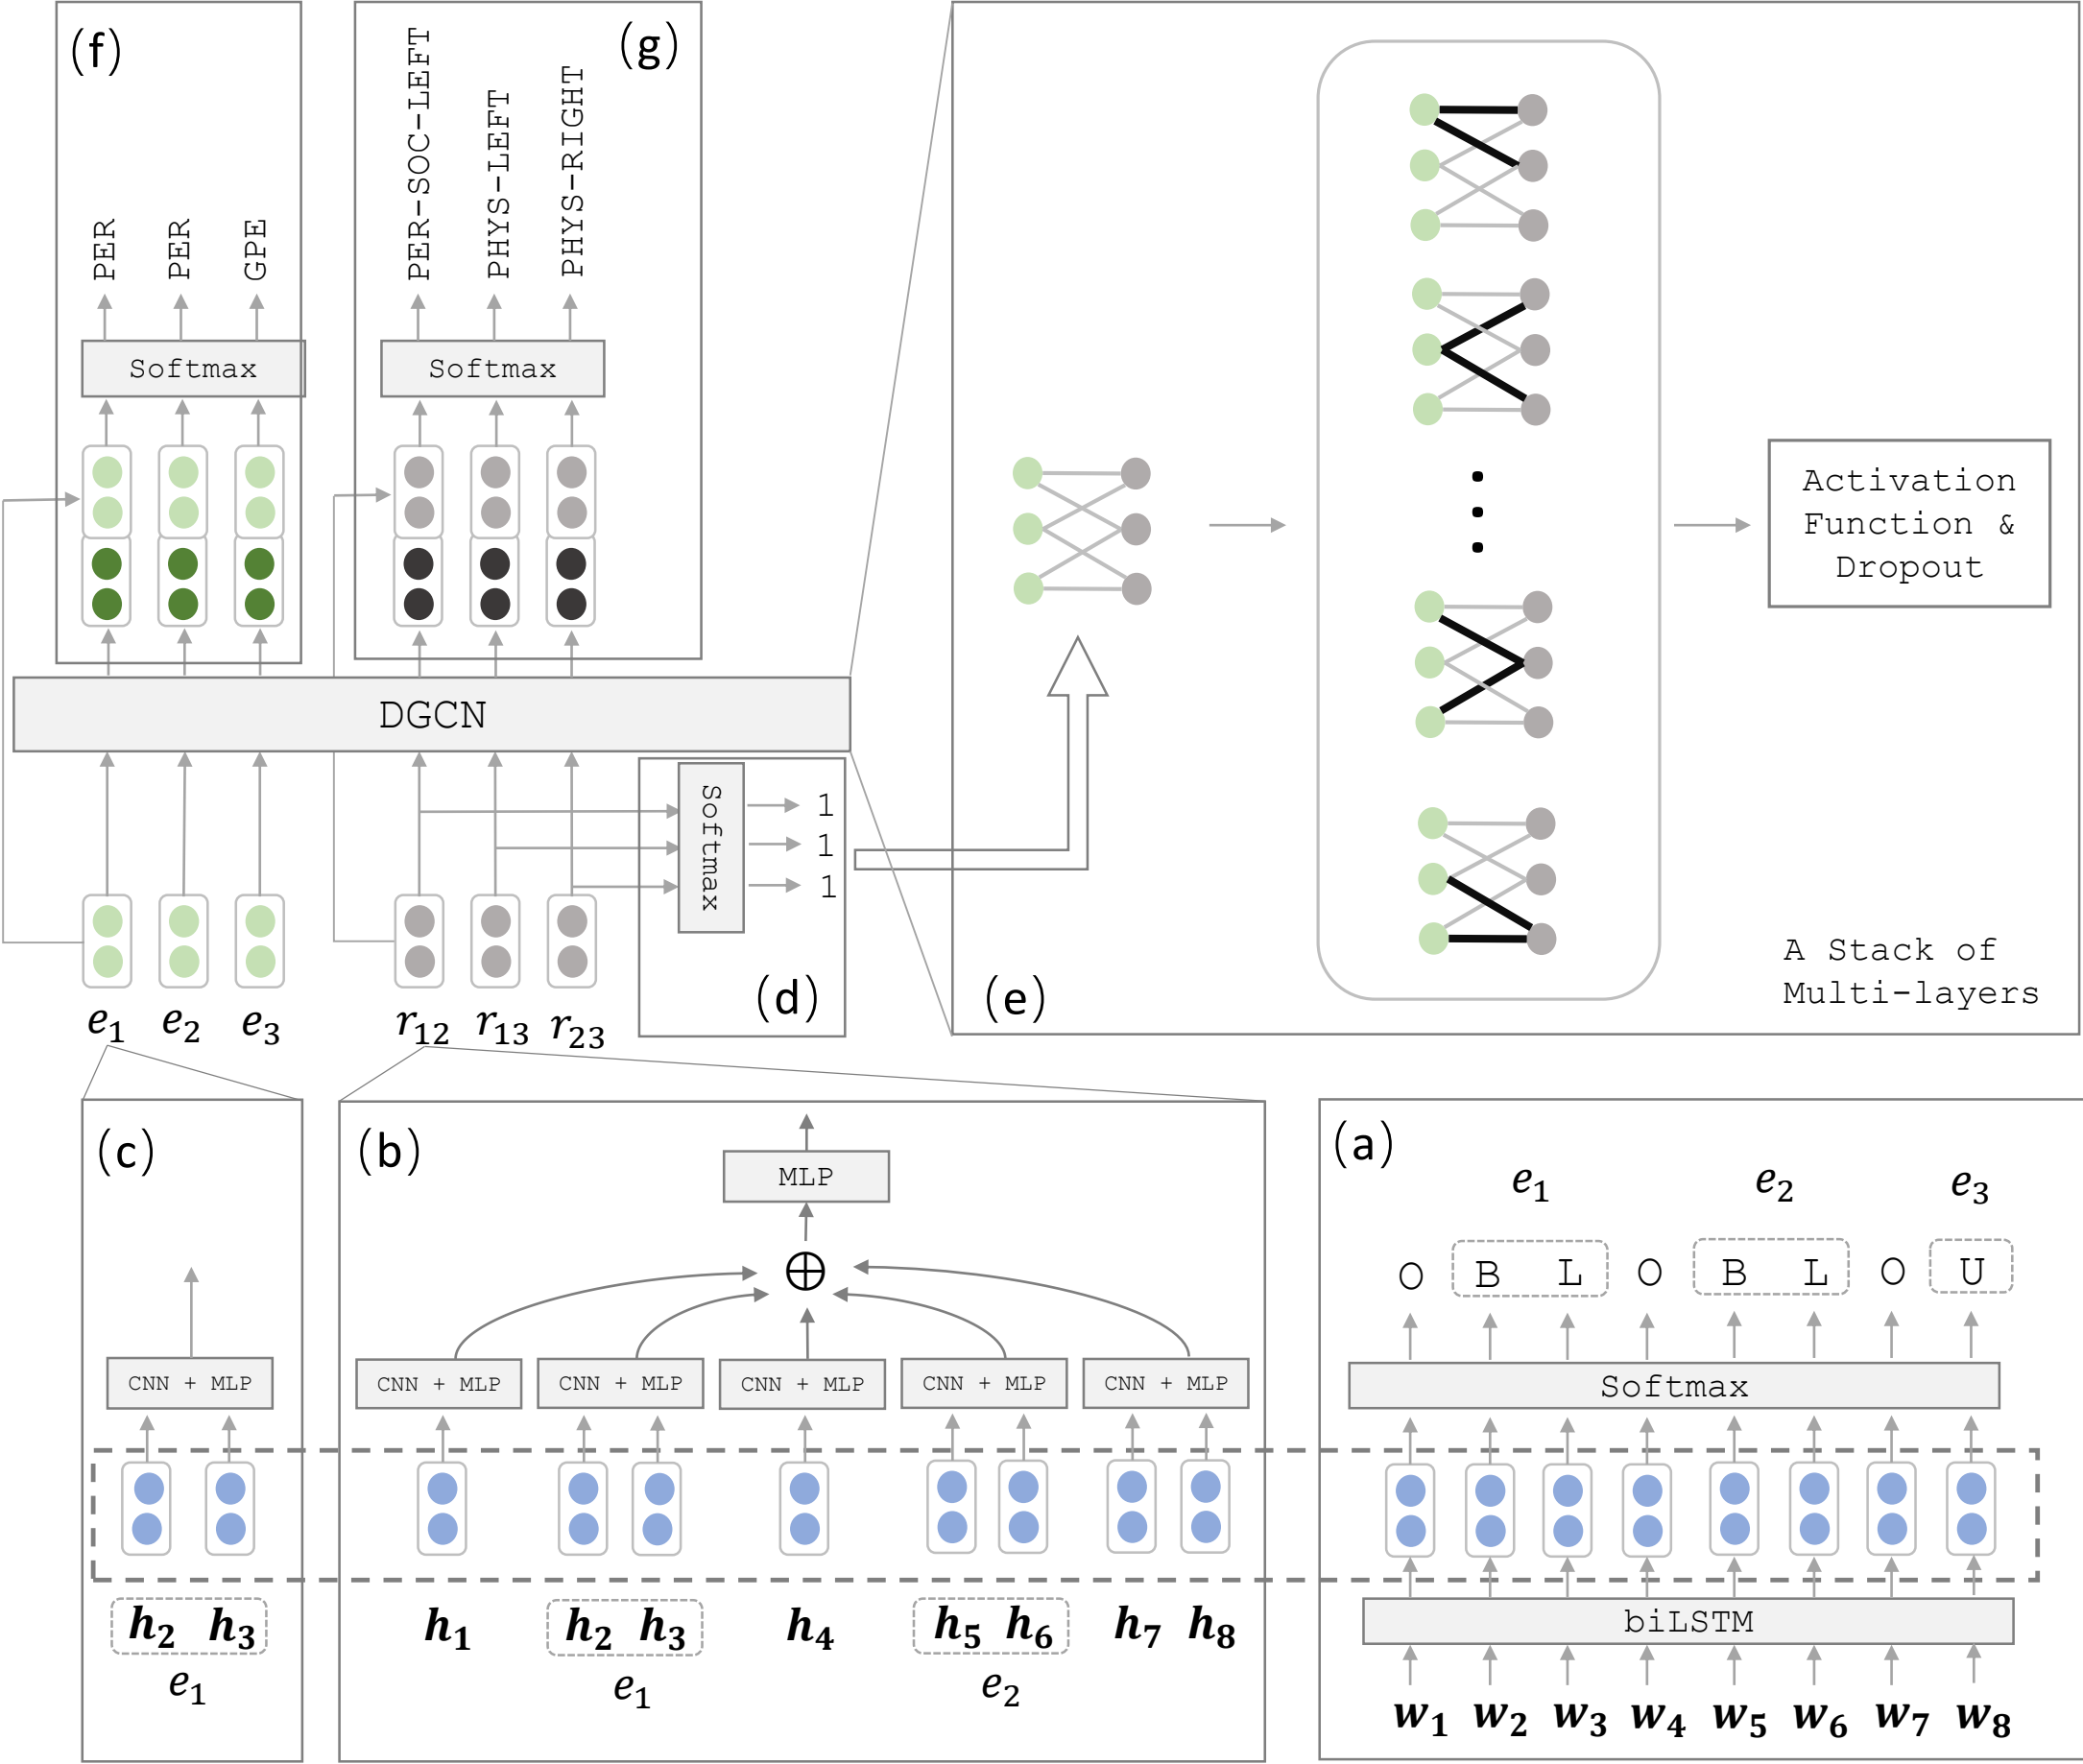 (f)
(g)
PER
PER
GPE
PER-SOC-LEFT
PHYS-LEFT
PHYS-RIGHT
Softmax
Softmax
DGCN
Softmax
1
1
1
(d)
e1 e2 e3
r12 r13 r23
Activation
Function &
Dropout
(e)
A Stack of
Multi-layers
(c)
CNN + MLP
h2 h3
e1
(b)
MLP
⊕
CNN + MLP CNN + MLP CNN + MLP CNN + MLP CNN + MLP
h1 h2 h3 h4 h5 h6 h7 h8
e1 e2
(a)
e1 e2 e3
O B L O B L O U
Softmax
biLSTM
w1 w2 w3 w4 w5 w6 w7 w8